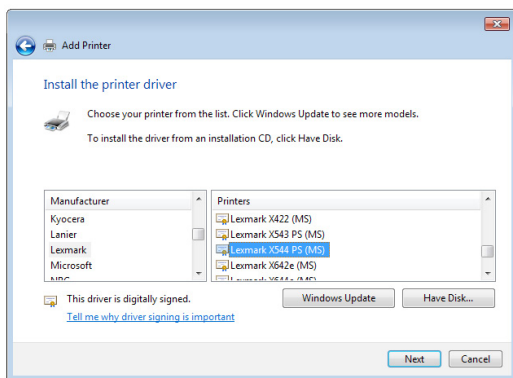 Add Printer
Install the printer driver
Choose your printer from the list. Click Windows Update to see more models.
To install the driver from an installation CD, click Have Disk.
Manufacturer
Kyocera
Lanier
Lexmark
Microsoft
Printers
Lexmark X422 (MS)
Lexmark X543 PS (MS)
Lexmark X544 PS (MS)
Lexmark X642e (MS)
This driver is digitally signed.
Tell me why driver signing is important
Windows Update
Have Disk...
Next
Cancel